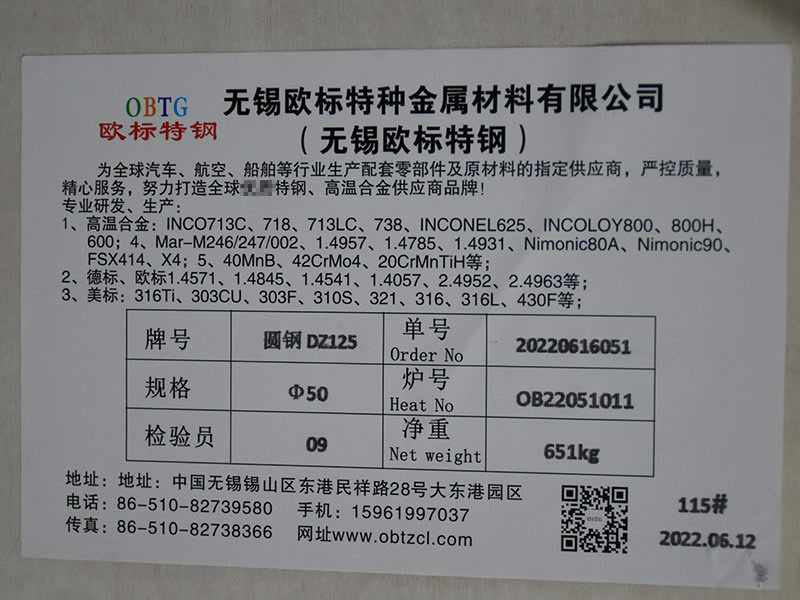 OBTG
欧标特钢
无锡欧标特种金属材料有限公司
（无锡欧标特钢）
为全球汽车、航空、船舶等行业生产配套零部件及原材料的指定供应商，严控质量，
精心服务，努力打造全球特钢、高温合金供应商品牌！
专业研发、生产：
1、高温合金：INCO713C、718、713LC、738、INCONEL625、INCOLOY800、800H、
600；4、Mar-M246/247/002、1.4957、1.4785、1.4931、Nimonic80A、Nimonic90、
FSX414、X4；5、40MnB、42CrMo4、20CrMnTiH等；
2、德标、欧标1.4571、1.4845、1.4541、1.4057、2.4952、2.4963等；
3、美标：316Ti、303CU、303F、310S、321、316、316L、430F等；
牌号 圆钢 DZ125 单号 Order No 20220616051
规格 Φ50 炉号 Heat No OB22051011
检验员 09 净重 Net weight 651kg
地址：地址：中国无锡锡山区东港民祥路28号大东港园区
电话：86-510-82739580 手机：15961997037
传真：86-510-82738366 网址www.obtzcl.com
OBTG
115#
2022.06.12